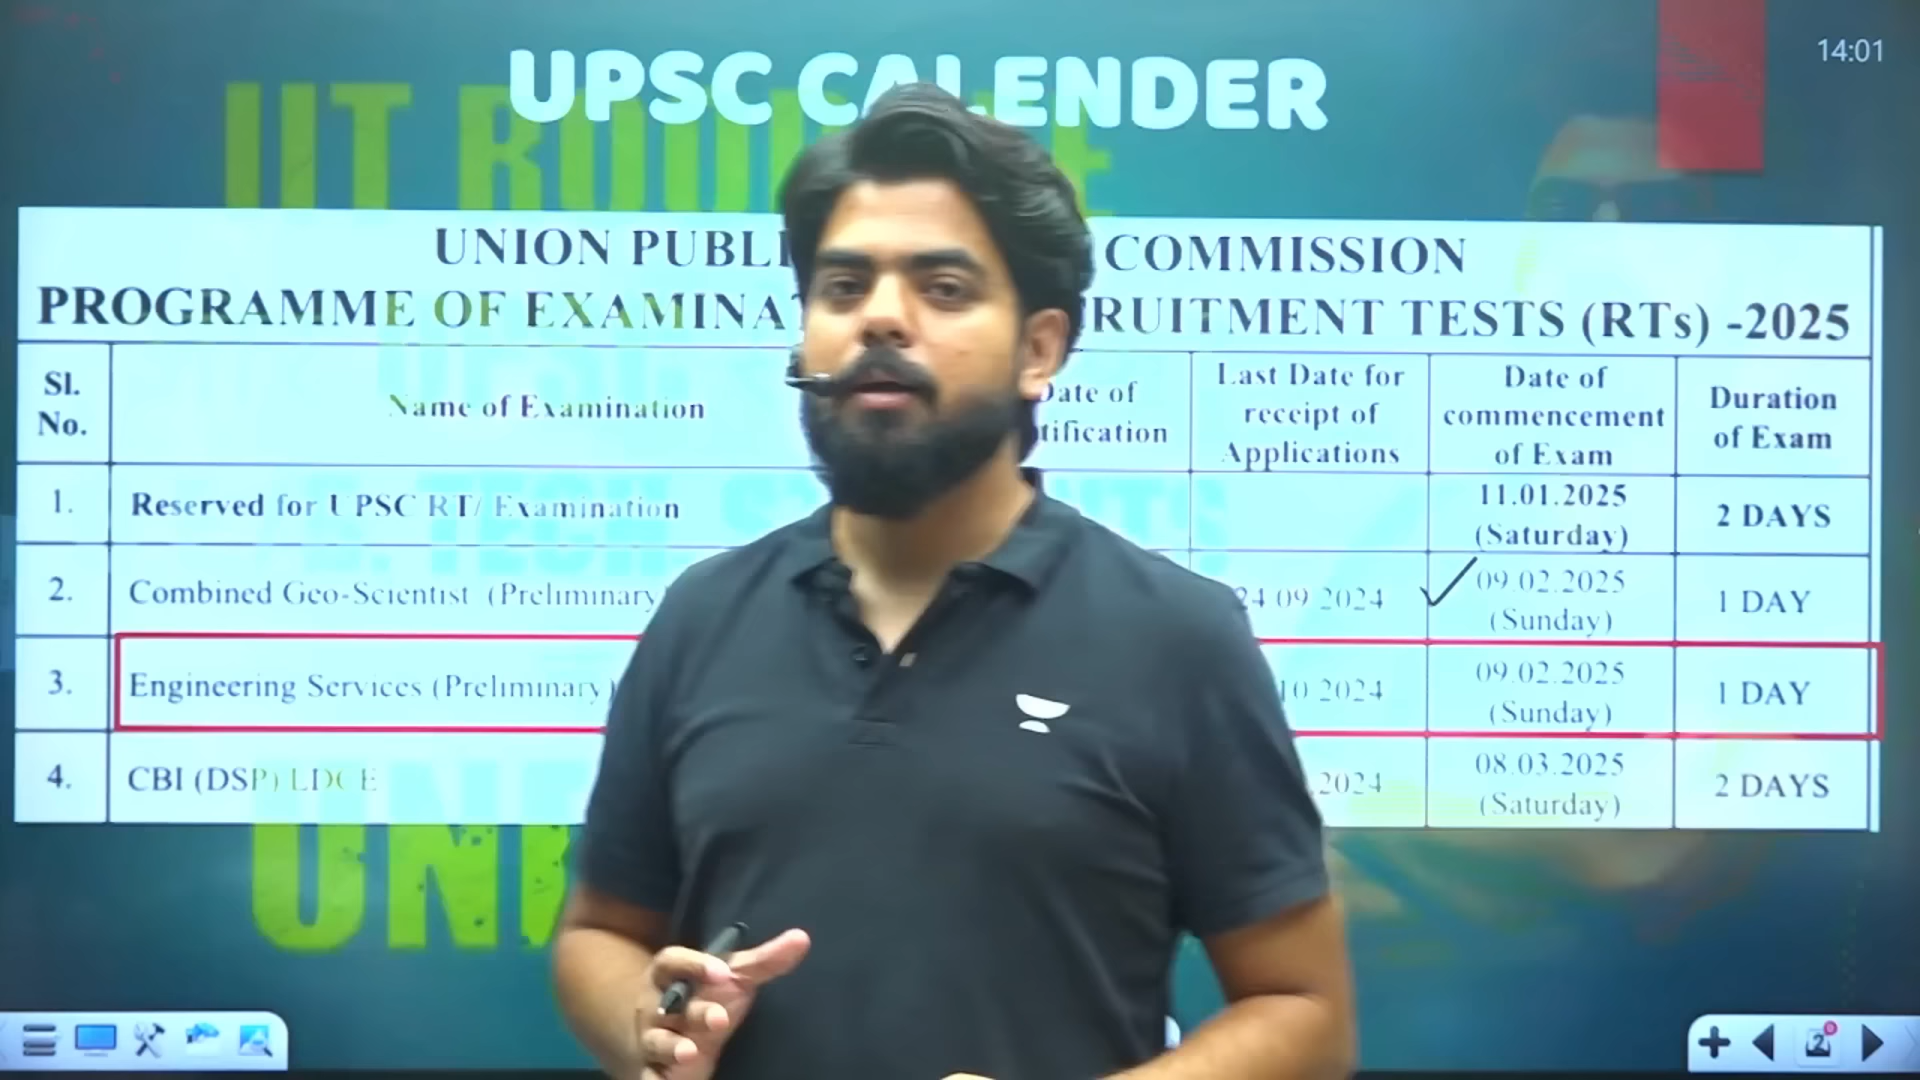 14:01
UPSC CALENDER
UNION COMMISSION
PROGRAMME OF TESTS (RTs) -2025
Sl. No.
Name of Examination
Date of
Last Date for receipt of Applications
Date of commencement of Exam
Duration of Exam
1.
Reserved for UPSC RT/ Examination
11.01.2025 (Saturday)
2 DAYS
2.
Combined Geo-Scientist (Preliminary)
24.09.2024
09.02.2025 (Sunday)
1 DAY
3.
Engineering Services (Preliminary)
10.2024
09.02.2025 (Sunday)
1 DAY
4.
CBI (DSP) LDCE
.2024
08.03.2025 (Saturday)
2 DAYS
2